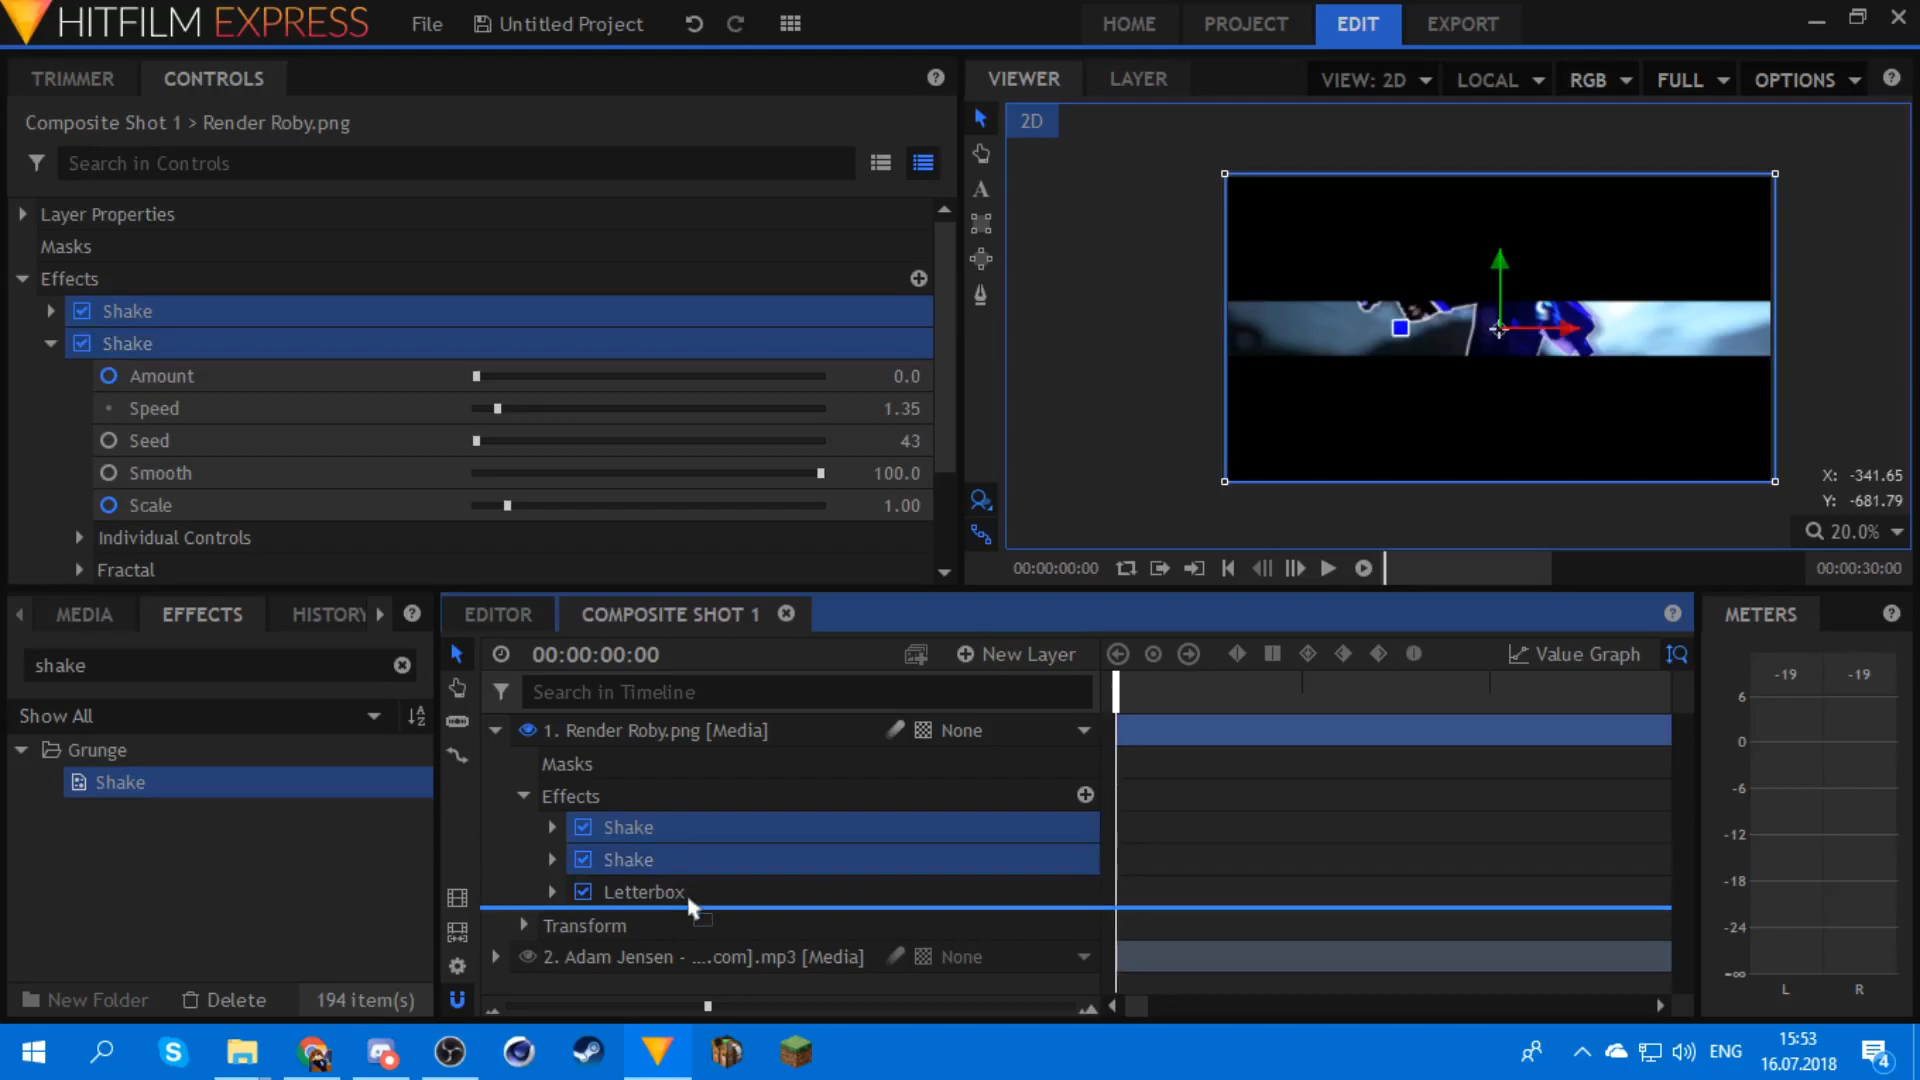 HITFILM EXPRESS
File
Untitled Project
HOME
PROJECT
EDIT
EXPORT
TRIMMER
CONTROLS
VIEWER
LAYER
VIEW: 2D
LOCAL
RGB
FULL
OPTIONS
Composite Shot 1 > Render Roby.png
Search in Controls
2D
A
Layer Properties
Masks
Effects
Shake
Shake
Amount 0.0
Speed 1.35
Seed 43
Smooth 100.0
Scale 1.00
Individual Controls
Fractal
X: -341.65
Y: -681.79
20.0%
00:00:00:00
00:00:30:00
MEDIA
EFFECTS
HISTORY
EDITOR
COMPOSITE SHOT 1
METERS
shake
Show All
Grunge
Shake
New Folder
Delete
194 item(s)
00:00:00:00
New Layer
Value Graph
Search in Timeline
1. Render Roby.png [Media]
None
Masks
Effects
Shake
Shake
Letterbox
Transform
2. Adam Jensen - ....com].mp3 [Media]
None
-19 -19
6
0
-6
-12
-18
-24
-∞
L R
ENG
15:53
16.07.2018
4